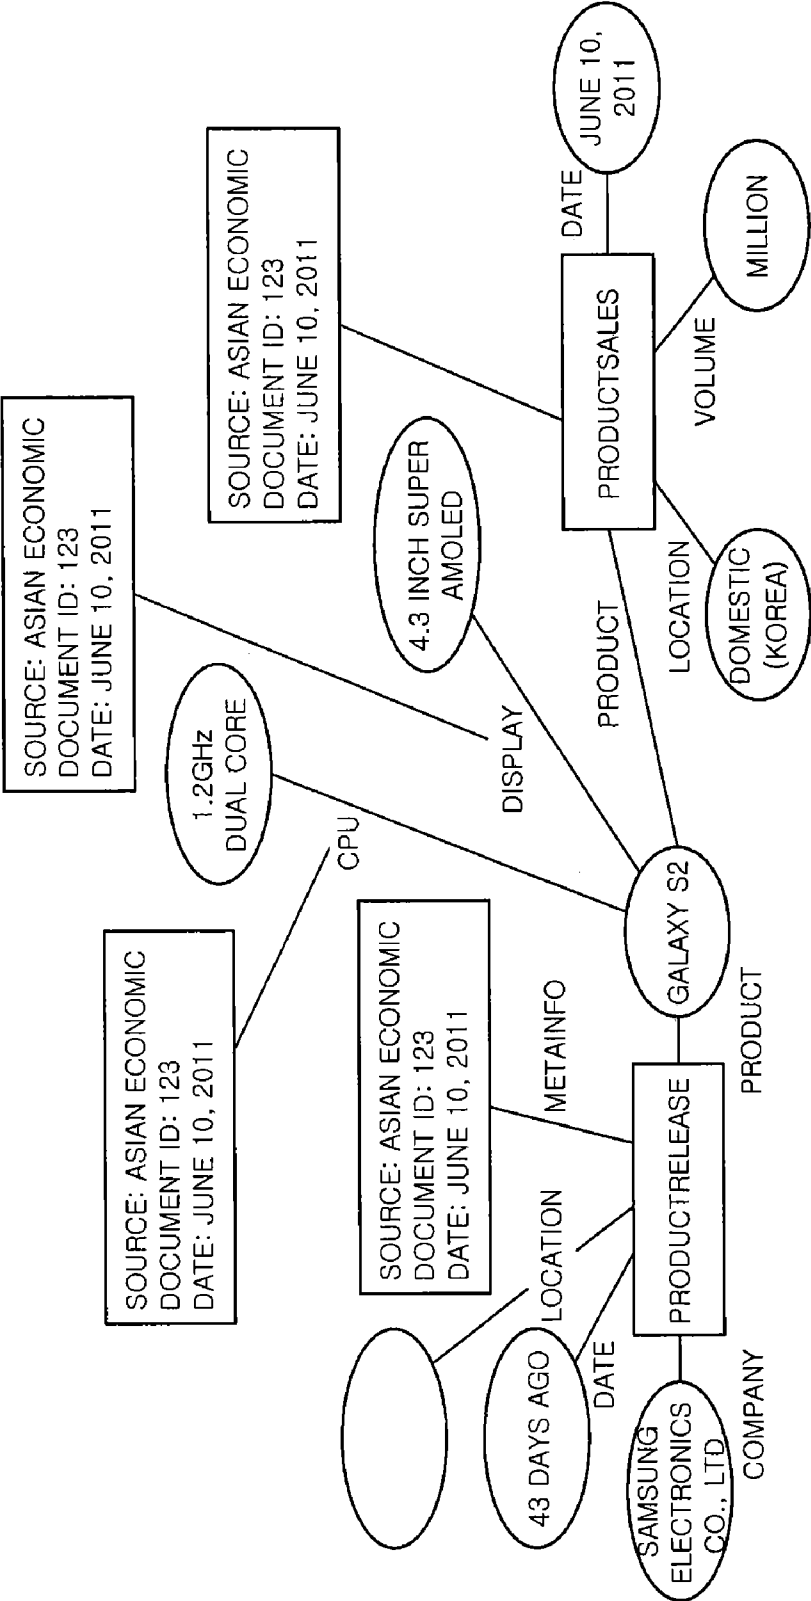 SOURCE: ASIAN ECONOMIC
DOCUMENT ID: 123
DATE: JUNE 10, 2011
SOURCE: ASIAN ECONOMIC
DOCUMENT ID: 123
DATE: JUNE 10, 2011
SOURCE: ASIAN ECONOMIC
DOCUMENT ID: 123
DATE: JUNE 10, 2011
1.2GHz
DUAL CORE
CPU
SOURCE: ASIAN ECONOMIC
DOCUMENT ID: 123
DATE: JUNE 10, 2011
4.3 INCH SUPER
AMOLED
DISPLAY
METAINFO
LOCATION
43 DAYS AGO
DATE
SAMSUNG
ELECTRONICS
CO., LTD
COMPANY
PRODUCTRELEASE
PRODUCT
GALAXY S2
PRODUCT
PRODUCTSALES
DATE
JUNE 10,
2011
LOCATION
DOMESTIC
(KOREA)
VOLUME
MILLION